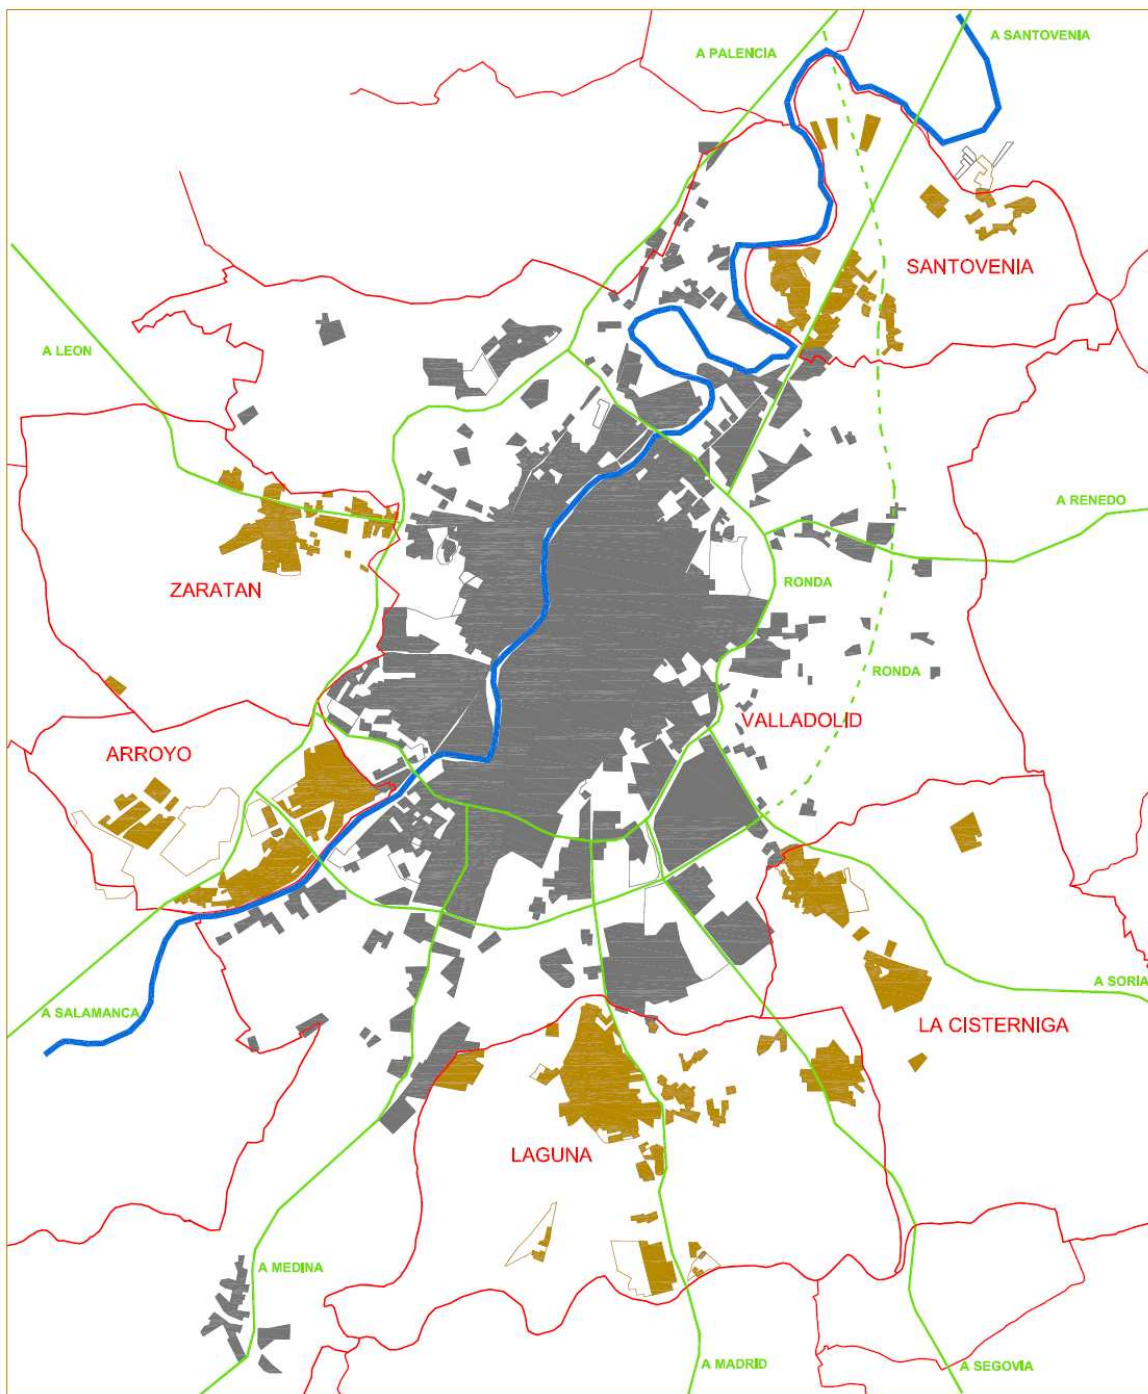 A SANTOVENIA
A PALENCIA
SANTOVENIA
A LEON
A RENEDO
RONDA
ZARATAN
RONDA
VALLADOLID
ARROYO
A SORIA
A SALAMANCA
LA CISTERNIGA
LAGUNA
A MEDINA
A MADRID
A SEGOVIA